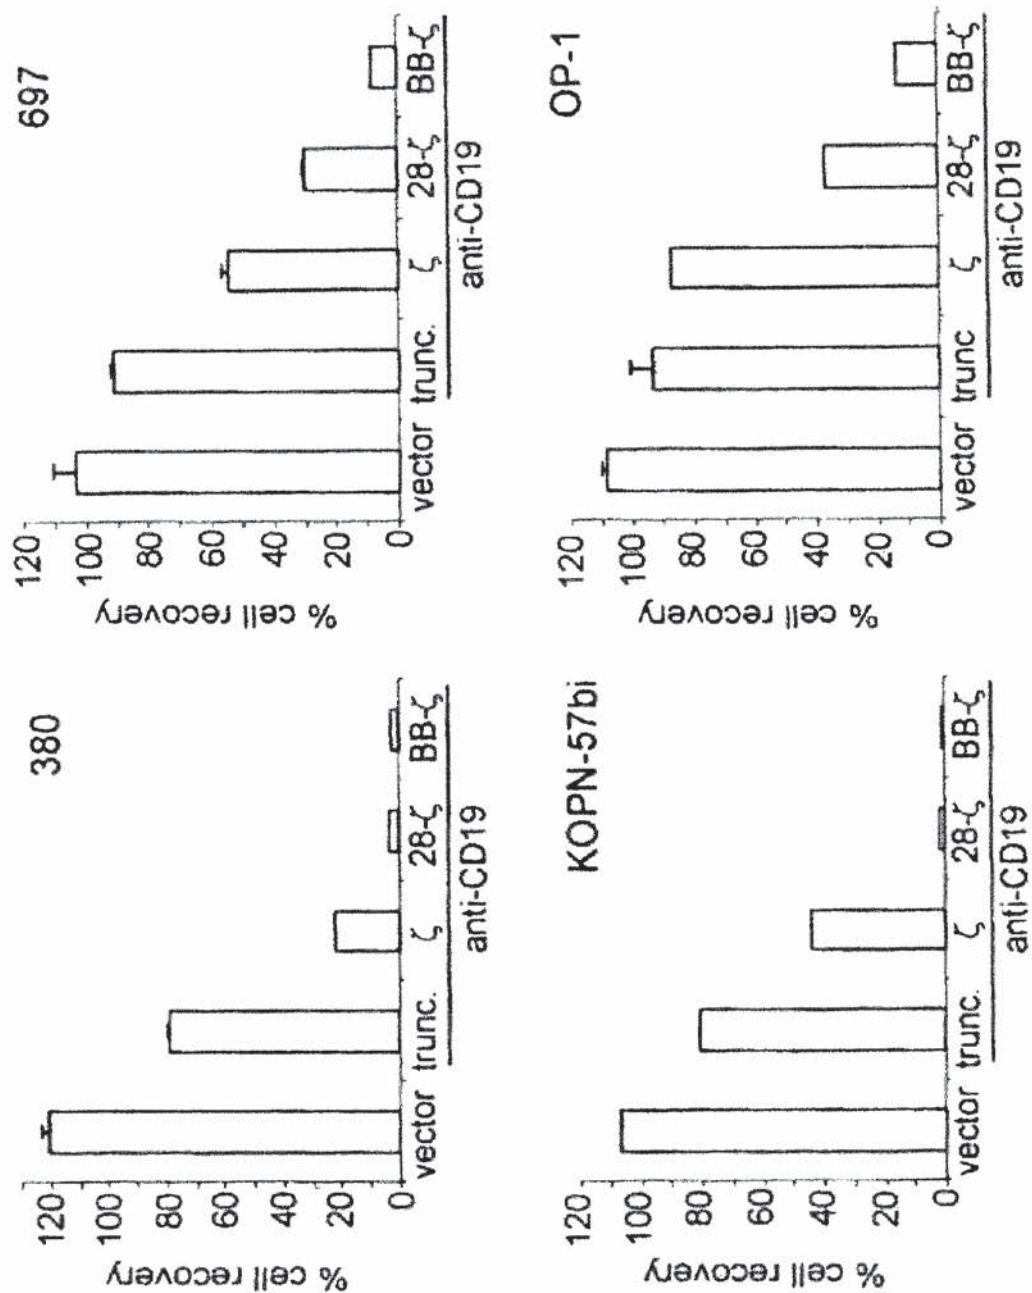 380
% cell recovery
120
100
80
60
40
20
0
vector trunc. ζ 28-ζ BB-ζ
anti-CD19
697
% cell recovery
120
100
80
60
40
20
0
vector trunc. ζ 28-ζ BB-ζ
anti-CD19
KOPN-57bi
% cell recovery
120
100
80
60
40
20
0
vector trunc. ζ 28-ζ BB-ζ
anti-CD19
OP-1
% cell recovery
120
100
80
60
40
20
0
vector trunc ζ 28-ζ BB-ζ
anti-CD19